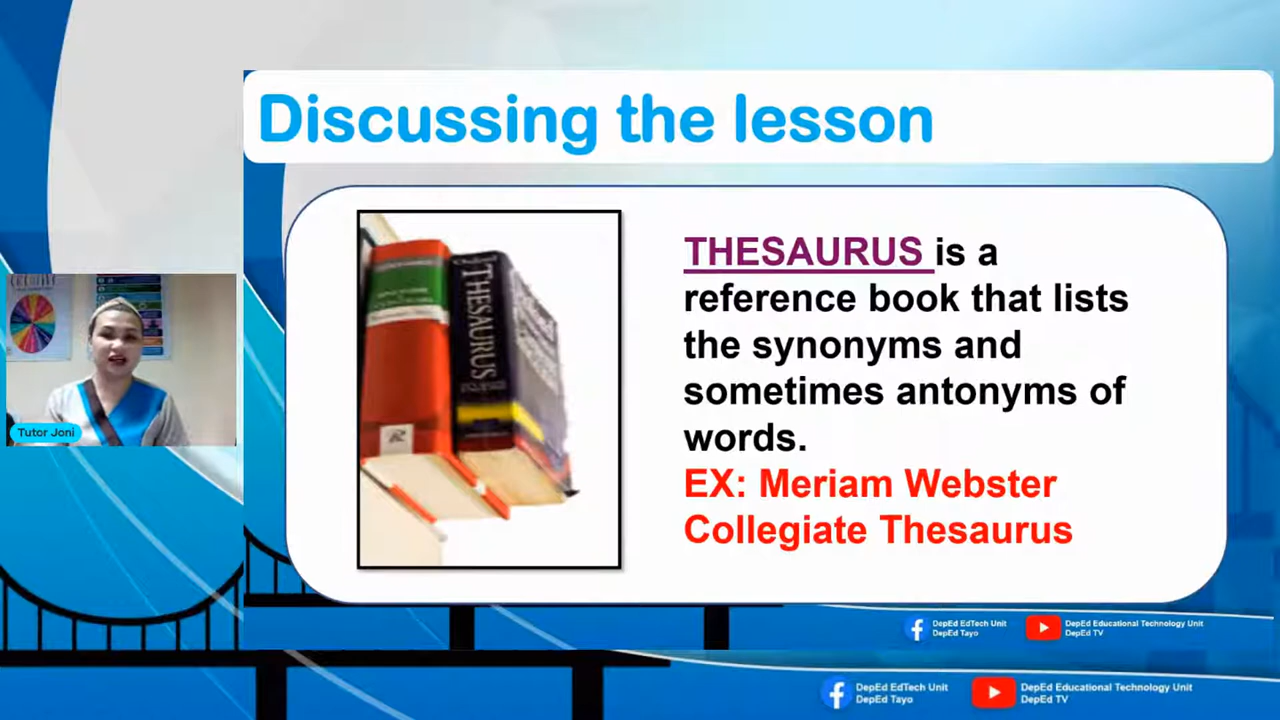 Discussing the lesson
THESAURUS is a
reference book that lists
the synonyms and
sometimes antonyms of
words.
EX: Meriam Webster
Collegiate Thesaurus
THESAURUS
CREATIVE
Tutor Joni
DepEd EdTech Unit
DepEd Tayo
DepEd Educational Technology Unit
DepEd TV
DepEd EdTech Unit
DepEd Tayo
DepEd Educational Technology Unit
DepEd TV